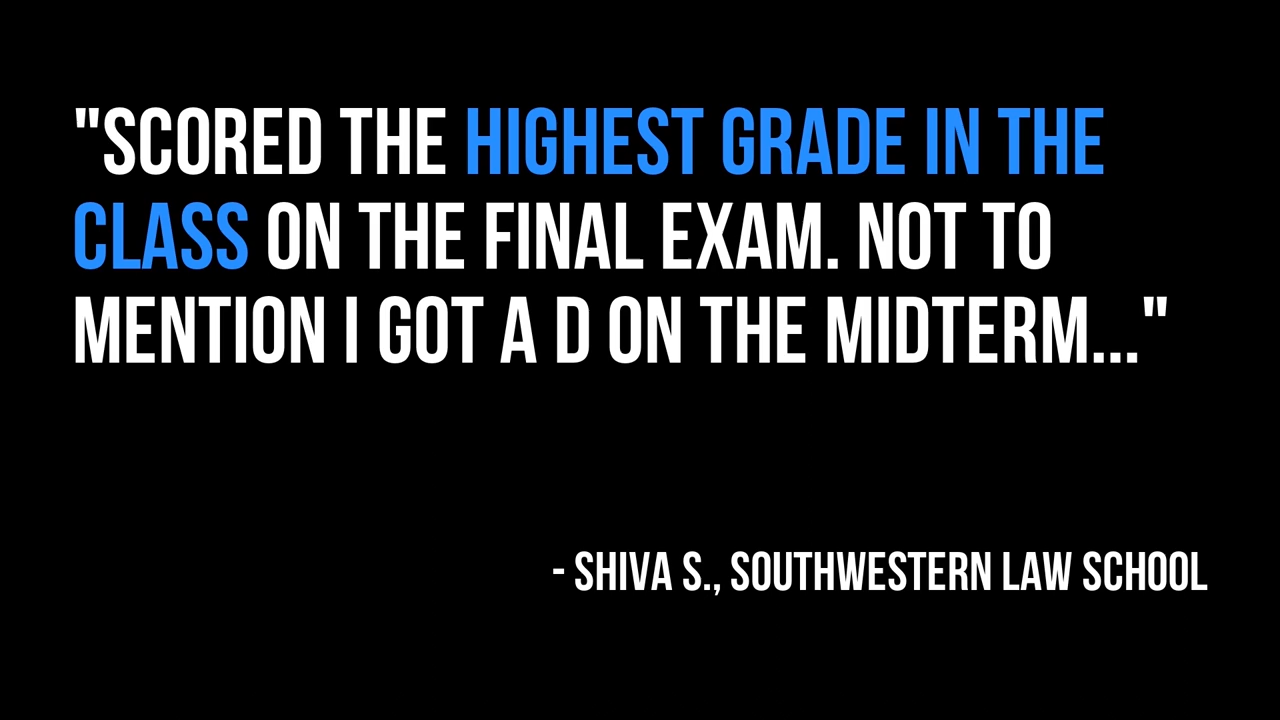 "SCORED THE HIGHEST GRADE IN THE
CLASS ON THE FINAL EXAM. NOT TO
MENTION I GOT A D ON THE MIDTERM..."
- SHIVA S., SOUTHWESTERN LAW SCHOOL